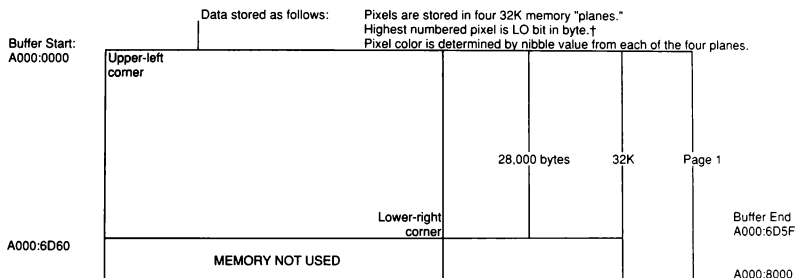 Data stored as follows: Pixels are stored in four 32K memory "planes."
Highest numbered pixel is LO bit in byte.†
Pixel color is determined by nibble value from each of the four planes.
Buffer Start:
A000:0000
Upper-left
corner
28,000 bytes 32K Page 1
Lower-right
corner
Buffer End
A000:6D5F
A000:6D60
MEMORY NOT USED
A000:8000